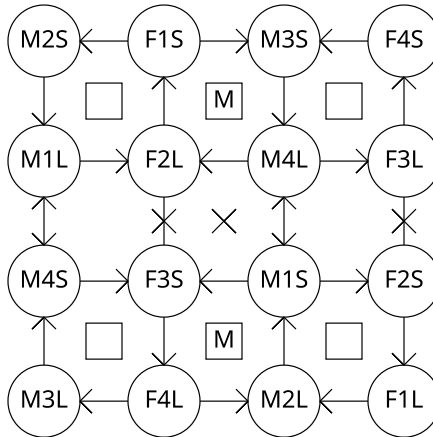 M2S F1S M3S F4S
M
M1L F2L M4L F3L
M4S F3S M1S F2S
M
M3L F4L M2L F1L